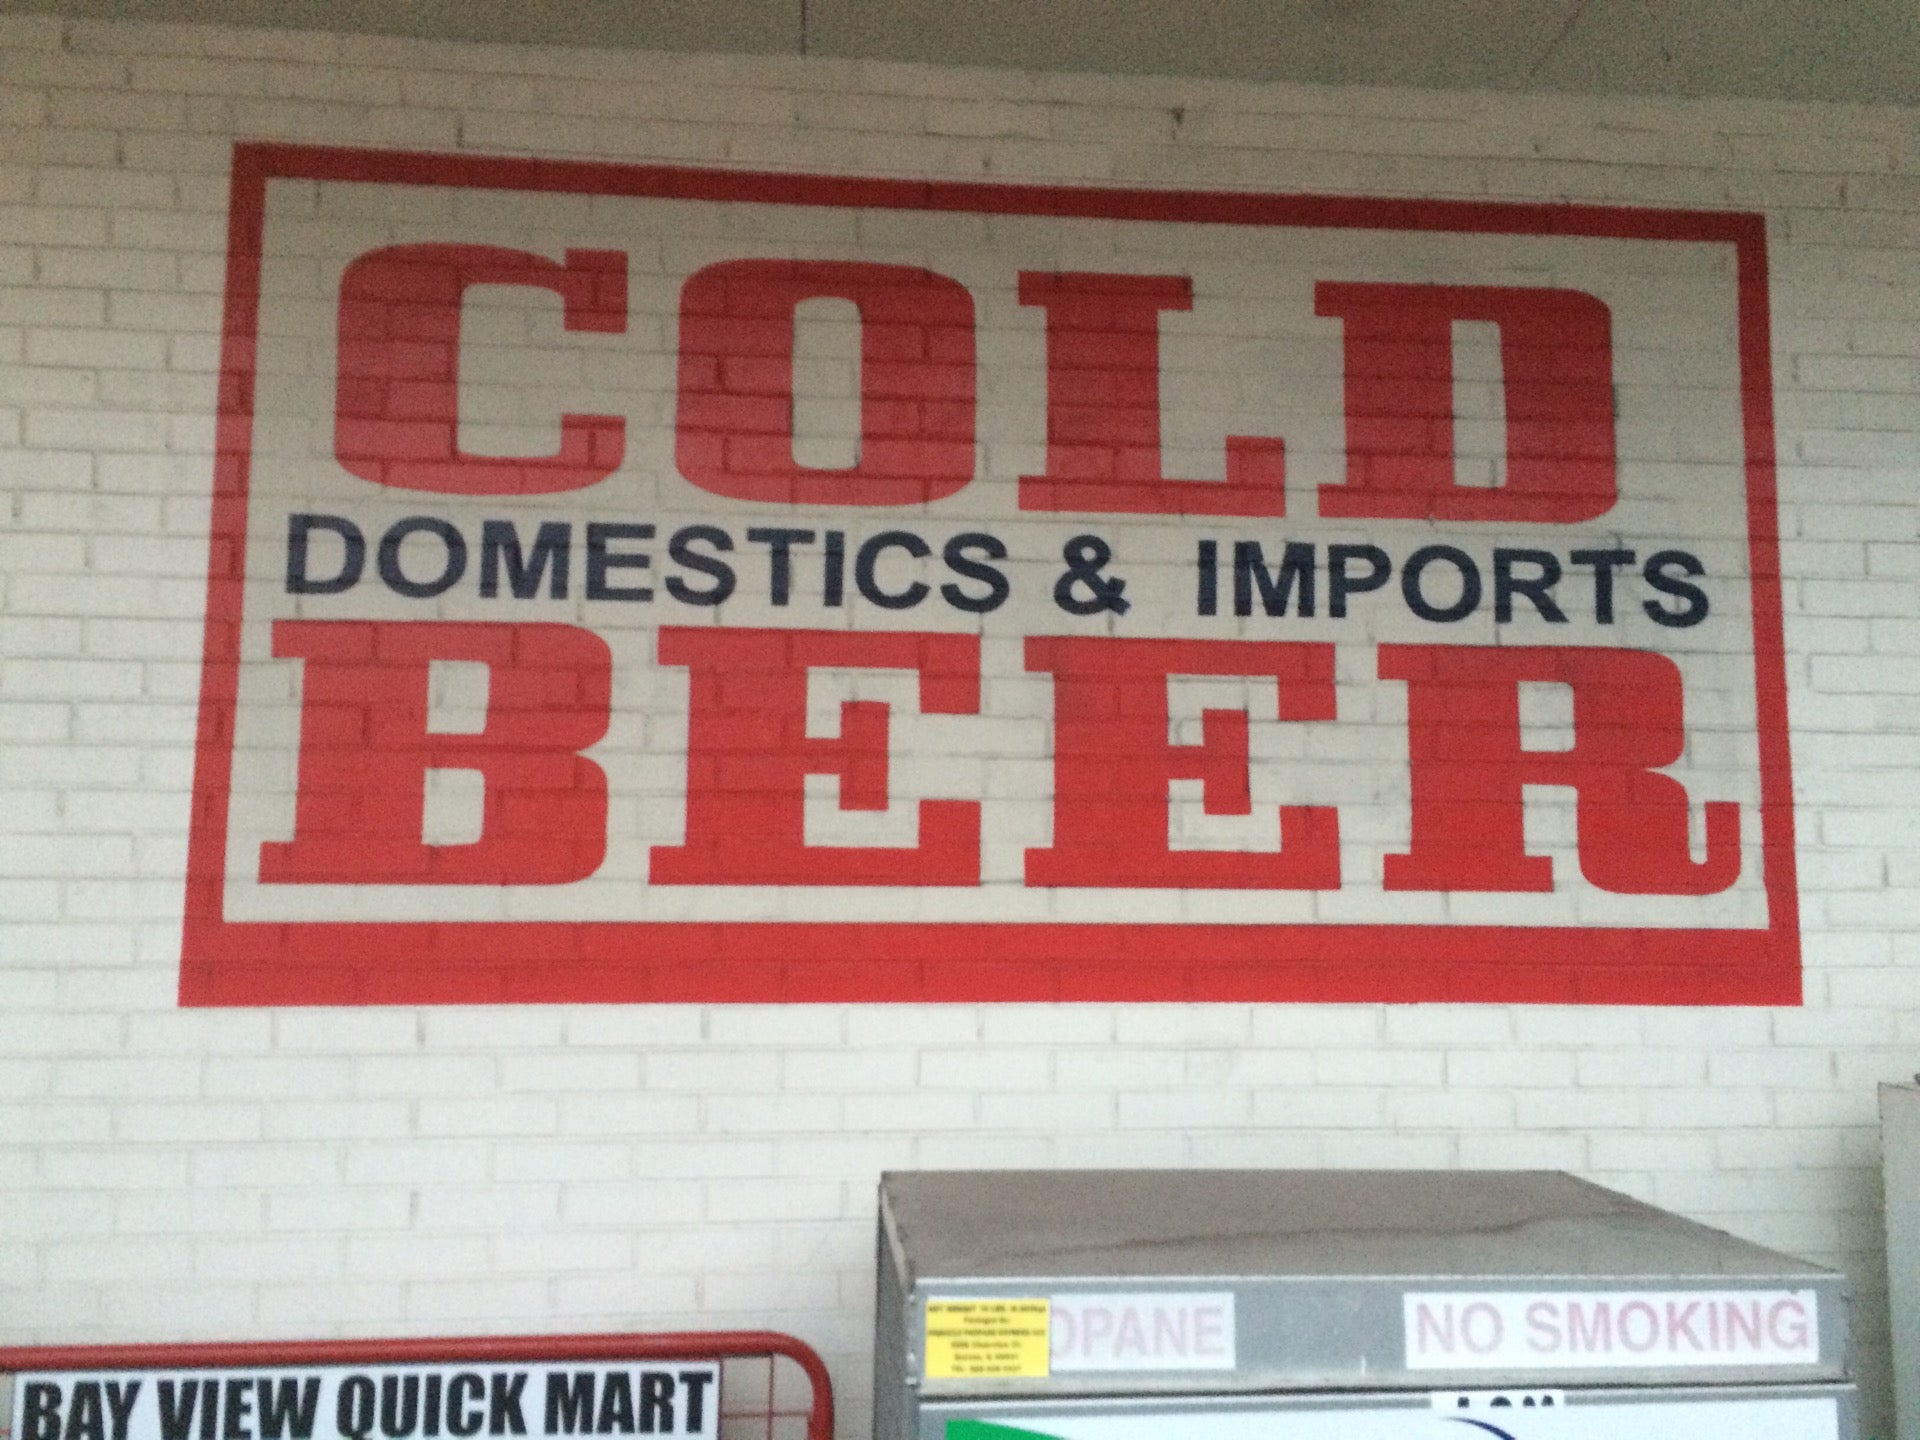 COLD
DOMESTICS & IMPORTS
BEER
OPANE
NO SMOKING
BAY VIEW QUICK MART